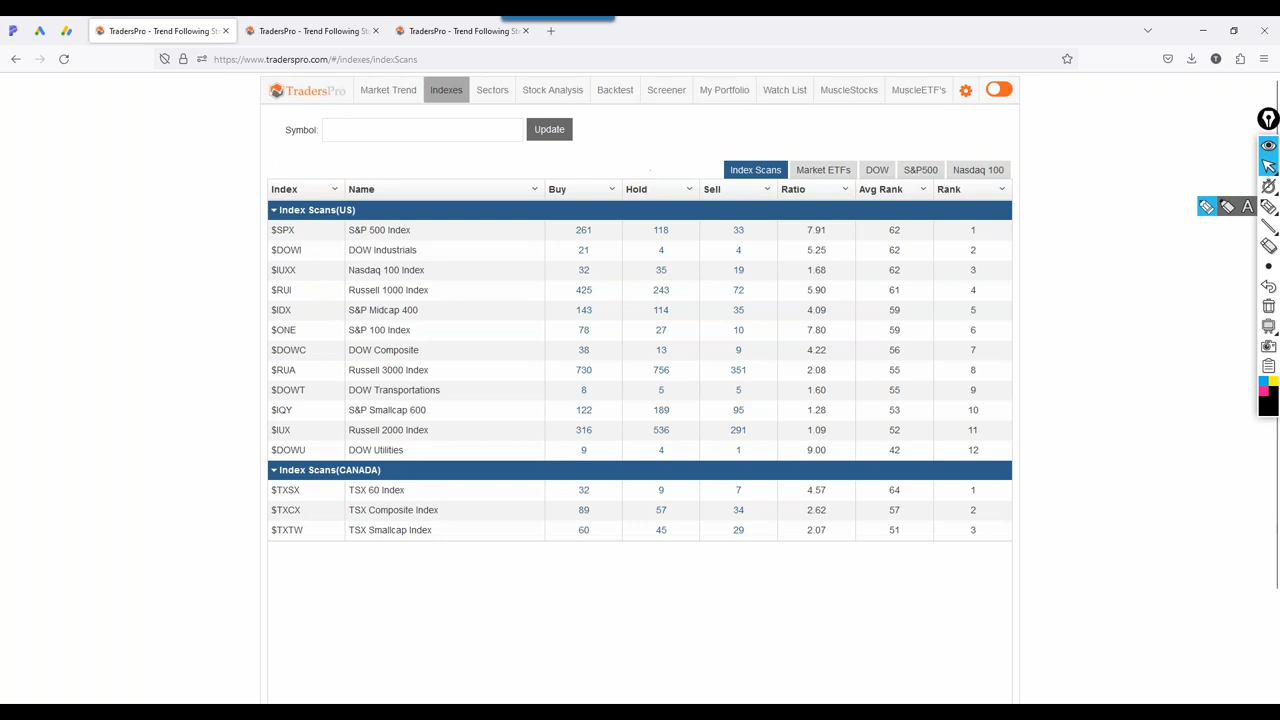 TradersPro - Trend Following St
TradersPro - Trend Following St
TradersPro - Trend Following St
https://www.traderspro.com/#/indexes/indexScans
TradersPro Market Trend Indexes Sectors Stock Analysis Backtest Screener My Portfolio Watch List MuscleStocks MuscleETF's
Symbol: Update
Index Scans Market ETFs DOW S&P500 Nasdaq 100
Index Name Buy Hold Sell Ratio Avg Rank Rank
Index Scans(US)
$SPX S&P 500 Index 261 118 33 7.91 62 1
$DOWI DOW Industrials 21 4 4 5.25 62 2
$IUXX Nasdaq 100 Index 32 35 19 1.68 62 3
$RUI Russell 1000 Index 425 243 72 5.90 61 4
$IDX S&P Midcap 400 143 114 35 4.09 59 5
$ONE S&P 100 Index 78 27 10 7.80 59 6
$DOWC DOW Composite 38 13 9 4.22 56 7
$RUA Russell 3000 Index 730 756 351 2.08 55 8
$DOWT DOW Transportations 8 5 5 1.60 55 9
$IQY S&P Smallcap 600 122 189 95 1.28 53 10
$IUX Russell 2000 Index 316 536 291 1.09 52 11
$DOWU DOW Utilities 9 4 1 9.00 42 12
Index Scans(CANADA)
$TXSX TSX 60 Index 32 9 7 4.57 64 1
$TXCX TSX Composite Index 89 57 34 2.62 57 2
$TXTW TSX Smallcap Index 60 45 29 2.07 51 3
A